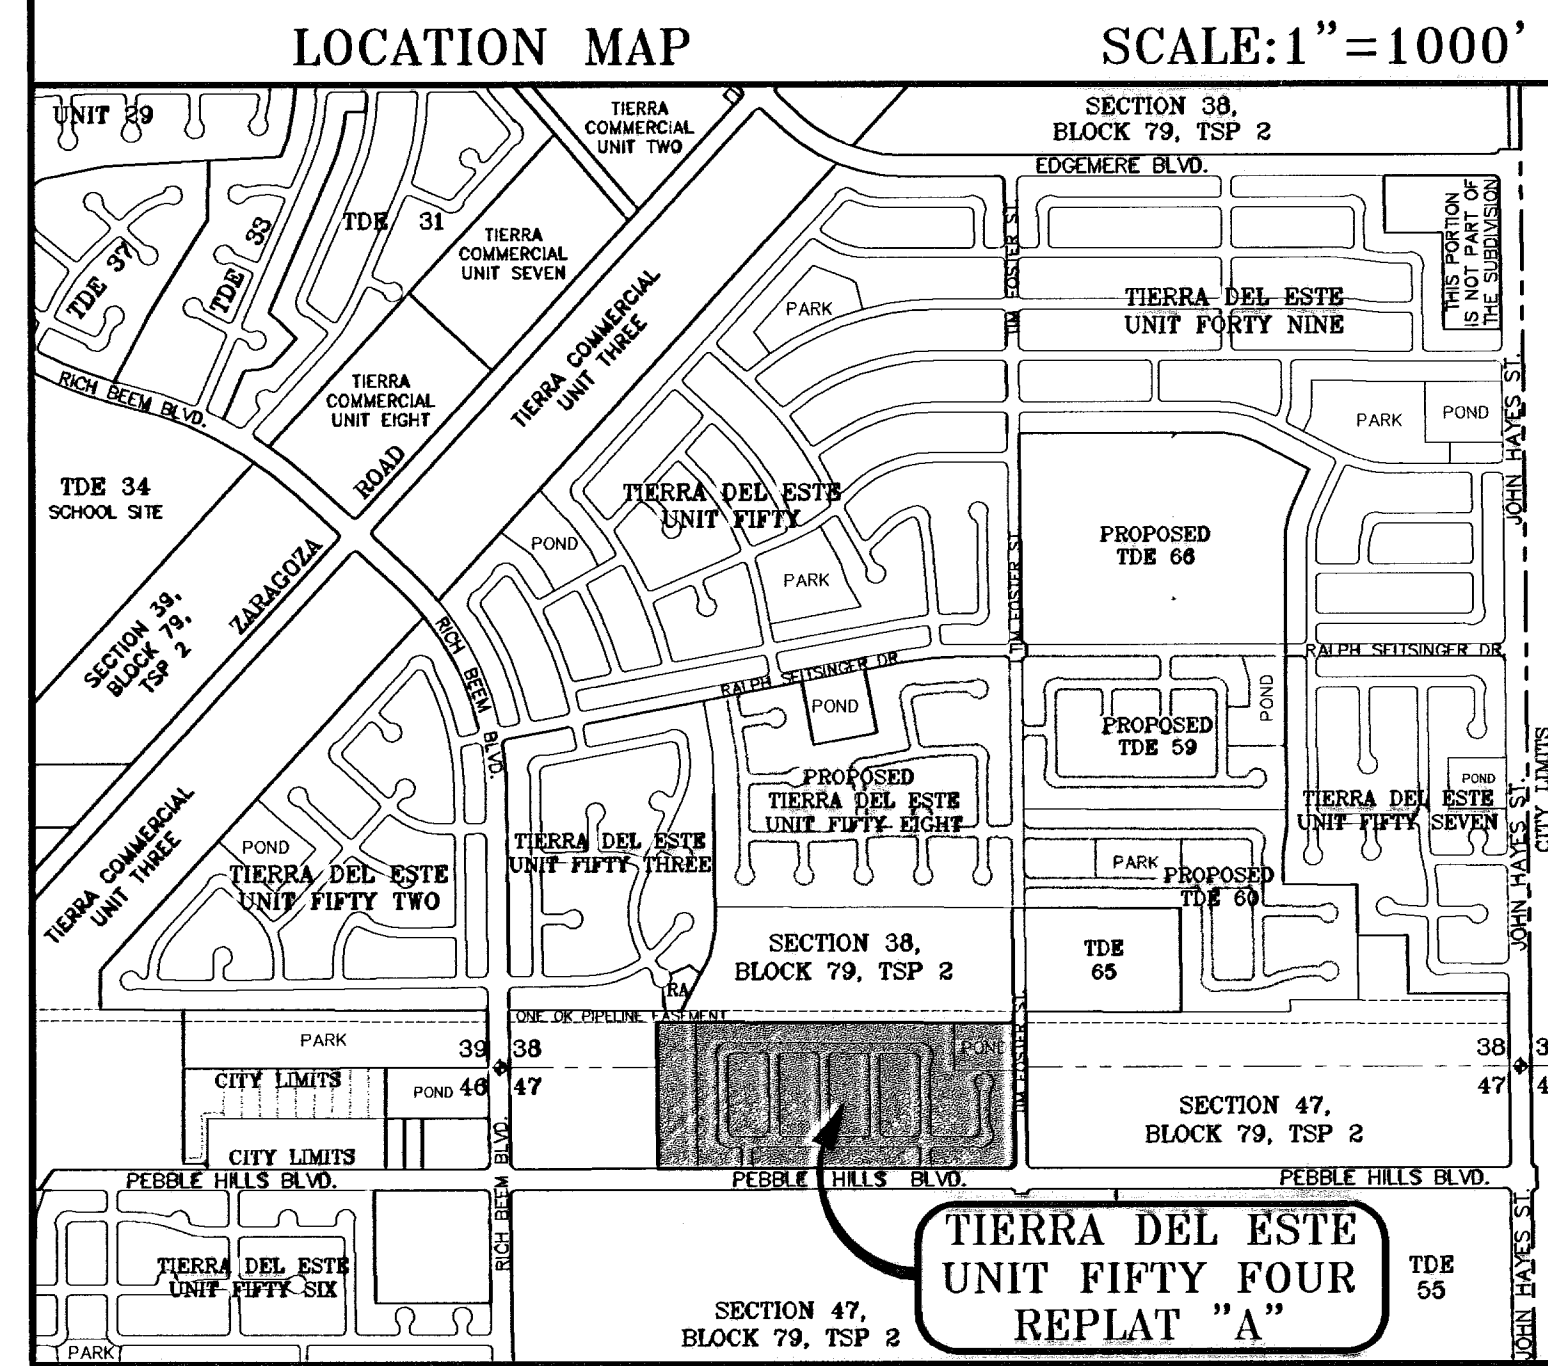 LOCATION MAP
SCALE:1"=1000'
UNIT 29
TIERRA
COMMERCIAL
UNIT TWO
SECTION 38,
BLOCK 79, TSP 2
EDGEMERE BLVD.
TDE 37
TDE 33
TDE 31
TIERRA
COMMERCIAL
UNIT SEVEN
TIERRA COMMERCIAL
UNIT THREE
PARK
TIM FOSTER ST.
TIERRA DEL ESTE
UNIT FORTY NINE
THIS PORTION
IS NOT PART OF
THE SUBDIVISION
RICH BEEM BLVD.
TIERRA
COMMERCIAL
UNIT EIGHT
PARK
POND
JOHN HAYES ST.
TDE 34
SCHOOL SITE
ROAD
ZARAGOZA
TIERRA DEL ESTE
UNIT FIFTY
POND
PARK
PROPOSED
TDE 66
TIM FOSTER ST.
SECTION 39,
BLOCK 79,
TSP 2
RICH BEEM BLVD.
RALPH SEITSINGER DR.
RALPH SEITSINGER DR.
POND
POND
PROPOSED
TDE 59
PROPOSED
TIERRA DEL ESTE
UNIT FIFTY EIGHT
POND
TIERRA DEL ESTE
UNIT FIFTY SEVEN
JOHN HAYES ST.
CITY LIMITS
TIERRA COMMERCIAL
UNIT THREE
POND
TIERRA DEL ESTE
UNIT FIFTY TWO
TIERRA DEL ESTE
UNIT FIFTY THREE
PARK
PROPOSED
TDE 60
SECTION 38,
BLOCK 79, TSP 2
TDE
65
RA
ONE OK PIPELINE EASEMENT
TIM FOSTER ST.
PARK
39 38
46 47
POND
POND
38 3
47 4
CITY LIMITS
CITY LIMITS
SECTION 47,
BLOCK 79, TSP 2
PEBBLE HILLS BLVD.
PEBBLE HILLS BLVD.
PEBBLE HILLS BLVD.
RICH BEEM BLVD.
TIERRA DEL ESTE
UNIT FIFTY SIX
PARK
SECTION 47,
BLOCK 79, TSP 2
TIERRA DEL ESTE
UNIT FIFTY FOUR
REPLAT "A"
TDE
55
JOHN HAYES ST.